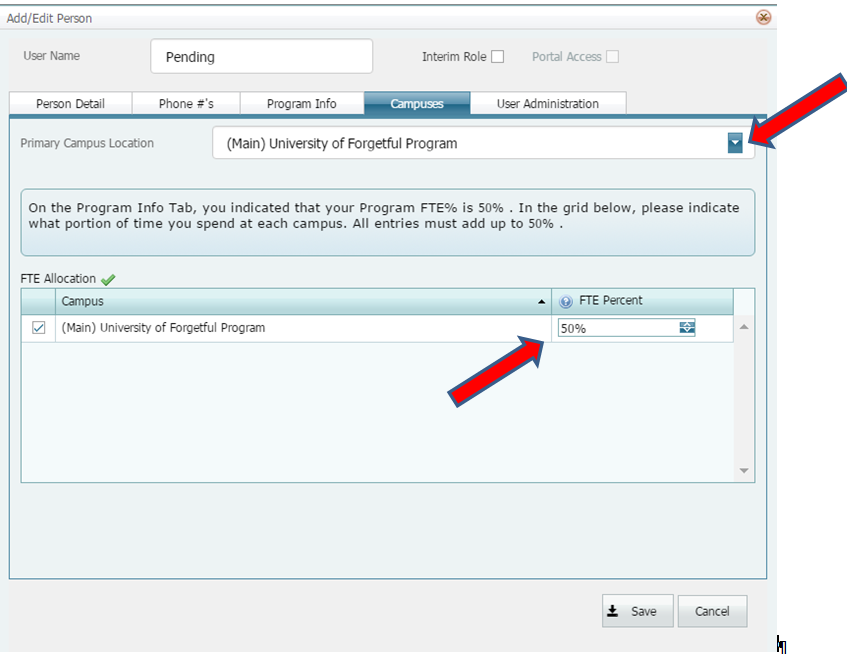 Add/Edit Person
User Name Pending Interim Role Portal Access
Person Detail Phone #'s Program Info Campuses User Administration
Primary Campus Location (Main) University of Forgetful Program
On the Program Info Tab, you indicated that your Program FTE% is 50% . In the grid below, please indicate
what portion of time you spend at each campus. All entries must add up to 50% .
FTE Allocation
Campus ? FTE Percent
(Main) University of Forgetful Program 50%
Save Cancel
¶